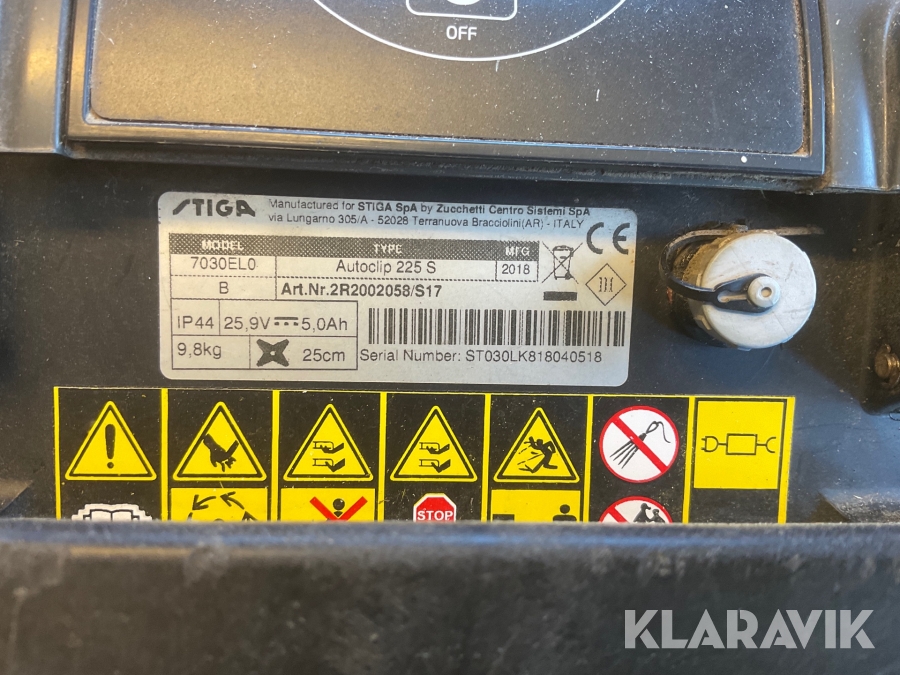 OFF
STIGA Manufactured for STIGA SpA by Zucchetti Centro Sistemi SpA
via Lungarno 305/A - 52028 Terranuova Bracciolini(AR) - ITALY
MODEL TYPE MFG
7030EL0 Autoclip 225 S 2018
B Art.Nr.2R2002058/S17
CE
IP44 25,9V 5,0Ah
9,8kg 25cm Serial Number: ST030LK818040518
STOP
KLARAVIK